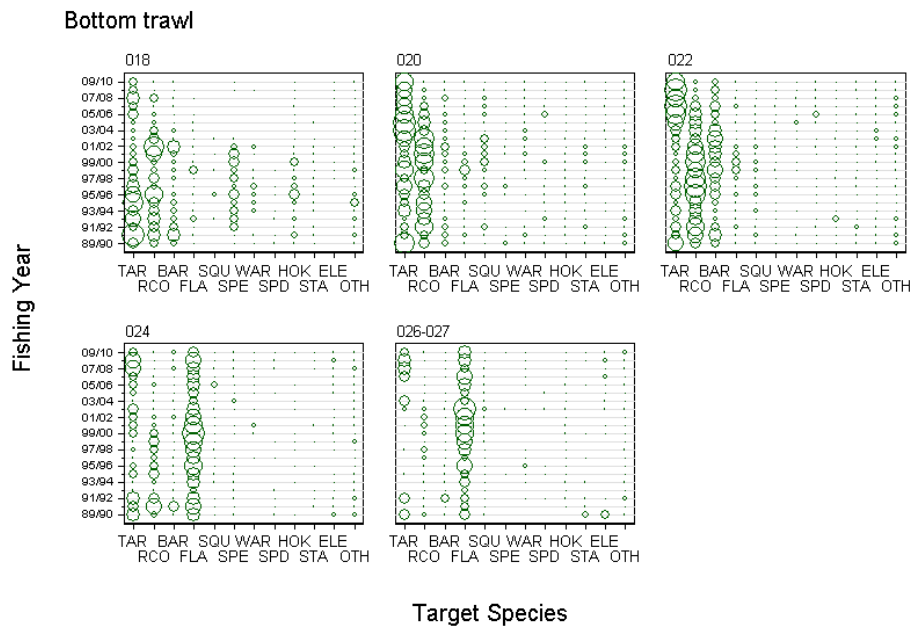 Bottom trawl
018
020
022
09/10
07/08
05/06
03/04
01/02
99/00
97/98
95/96
93/94
91/92
89/90
TAR BAR SQU WAR HOK ELE
RCO FLA SPE SPD STA OTH
TAR BAR SQU WAR HOK ELE
RCO FLA SPE SPD STA OTH
TAR BAR SQU WAR HOK ELE
RCO FLA SPE SPD STA OTH
Fishing Year
024
026-027
09/10
07/08
05/06
03/04
01/02
99/00
97/98
95/96
93/94
91/92
89/90
TAR BAR SQU WAR HOK ELE
RCO FLA SPE SPD STA OTH
TAR BAR SQU WAR HOK ELE
RCO FLA SPE SPD STA OTH
Target Species